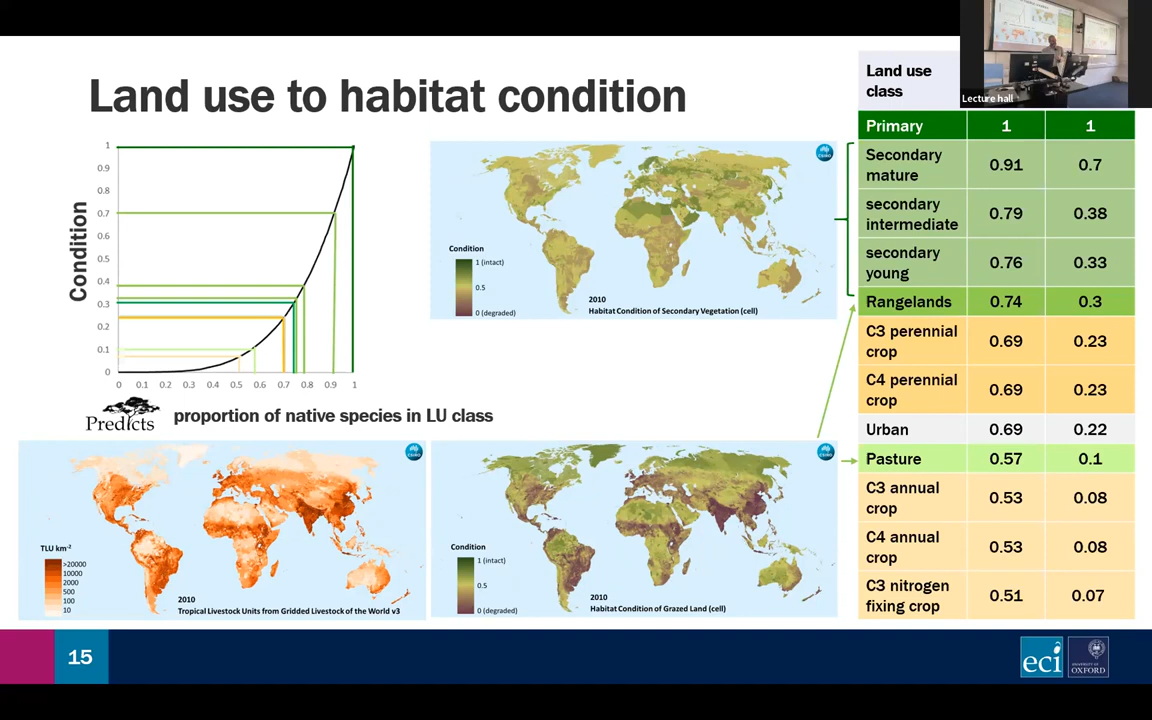 Land use to habitat condition
Condition
1
0.9
0.8
0.7
0.6
0.5
0.4
0.3
0.2
0.1
0
0 0.1 0.2 0.3 0.4 0.5 0.6 0.7 0.8 0.9 1
Predicts
proportion of native species in LU class
CSIRO
Condition
1 (intact)
0.5
0 (degraded)
2010
Habitat Condition of Secondary Vegetation (cell)
CSIRO
TLU km-2
>20000
10000
2000
500
100
10
2010
Tropical Livestock Units from Gridded Livestock of the World v3
CSIRO
Condition
1 (intact)
0.5
0 (degraded)
2010
Habitat Condition of Grazed Land (cell)
Lecture hall
Land use
class
Primary 1 1
Secondary
mature 0.91 0.7
secondary
intermediate 0.79 0.38
secondary
young 0.76 0.33
Rangelands 0.74 0.3
C3 perennial
crop 0.69 0.23
C4 perennial
crop 0.69 0.23
Urban 0.69 0.22
Pasture 0.57 0.1
C3 annual
crop 0.53 0.08
C4 annual
crop 0.53 0.08
C3 nitrogen
fixing crop 0.51 0.07
15
eci
UNIVERSITY OF
OXFORD